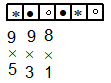 * ○ • * ○
9 9 8
× × ×
5 3 1